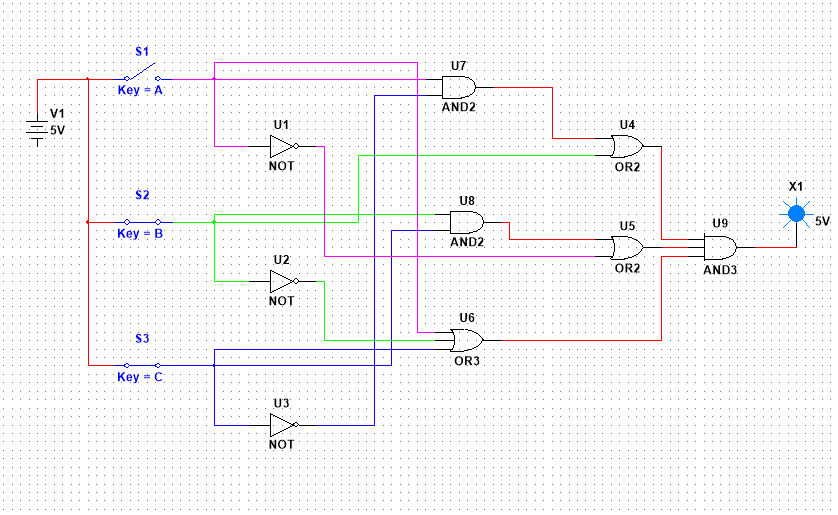 S1
Key = A
V1
5V
U7
AND2
U1
NOT
U4
OR2
S2
Key = B
U8
AND2
X1
5V
U9
AND3
U5
OR2
U2
NOT
U6
OR3
S3
Key = C
U3
NOT